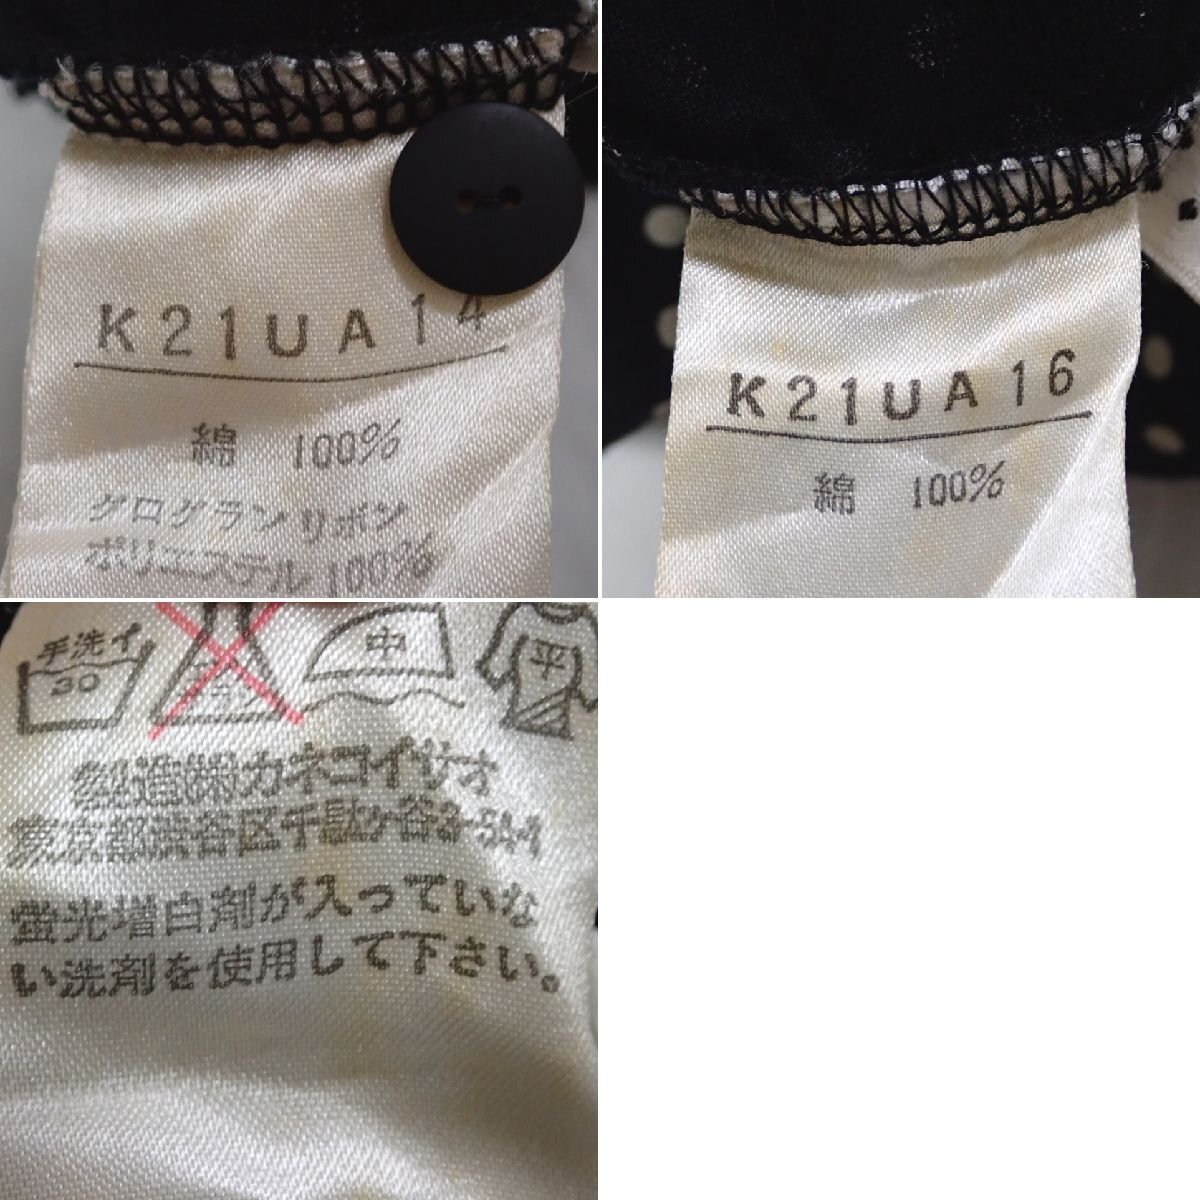 K21UA14
綿 100%
グログランリボン
ポリエステル100%
K21UA16
綿 100%
手洗イ
30
中
平
製造㈱カネコイサオ
東京都渋谷区千駄ヶ谷
蛍光増白剤が入っていな
い洗剤を使用して下さい。